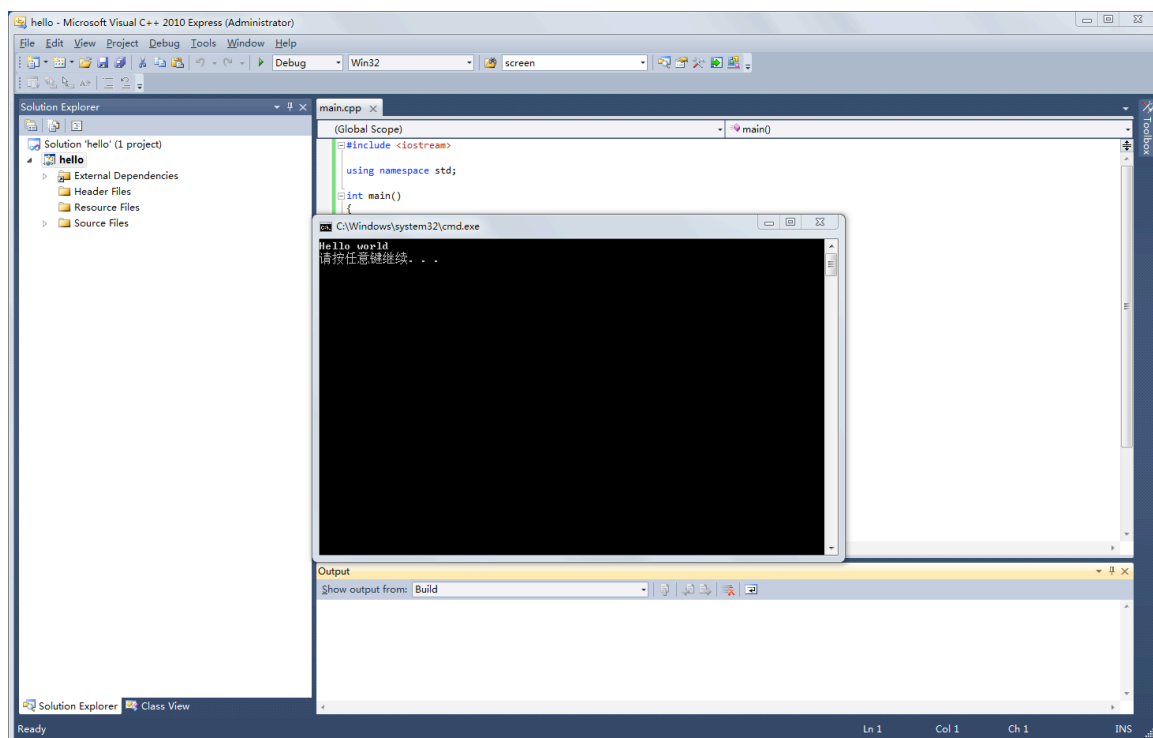 hello - Microsoft Visual C++ 2010 Express (Administrator)
File Edit View Project Debug Tools Window Help
Debug Win32 screen
Solution Explorer
Solution 'hello' (1 project)
hello
External Dependencies
Header Files
Resource Files
Source Files
Solution Explorer Class View
main.cpp
(Global Scope) main()
#include <iostream>
using namespace std;
int main()
{
C:\Windows\system32\cmd.exe
Hello world
请按任意键继续. . .
Toolbox
Output
Show output from: Build
Ready Ln 1 Col 1 Ch 1 INS